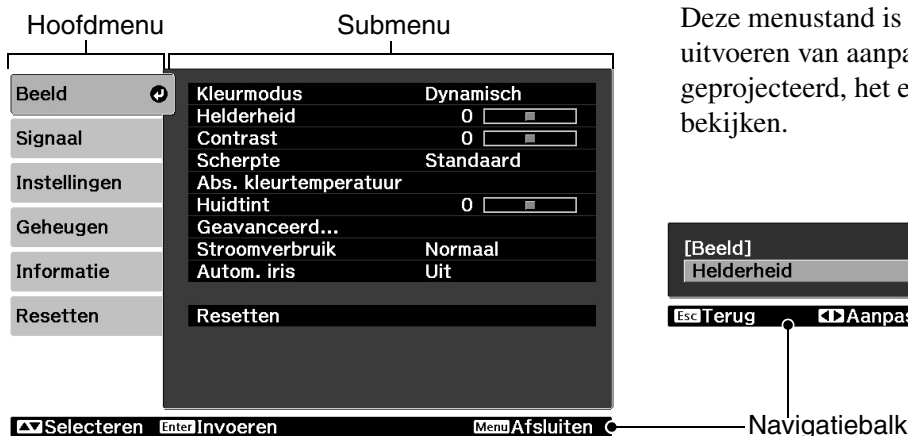 Hoofdmenu
Submenu
Beeld
Signaal
Instellingen
Geheugen
Informatie
Resetten
Kleurmodus Dynamisch
Helderheid 0
Contrast 0
Scherpte Standaard
Abs. kleurtemperatuur
Huidtint 0
Geavanceerd...
Stroomverbruik Normaal
Autom. iris Uit
Resetten
Selecteren Enter Invoeren Menu Afsluiten
Deze menustand is
uitvoeren van
geprojecteerd, het
bekijken.
[Beeld]
Helderheid
Esc Terug
Navigatiebalk